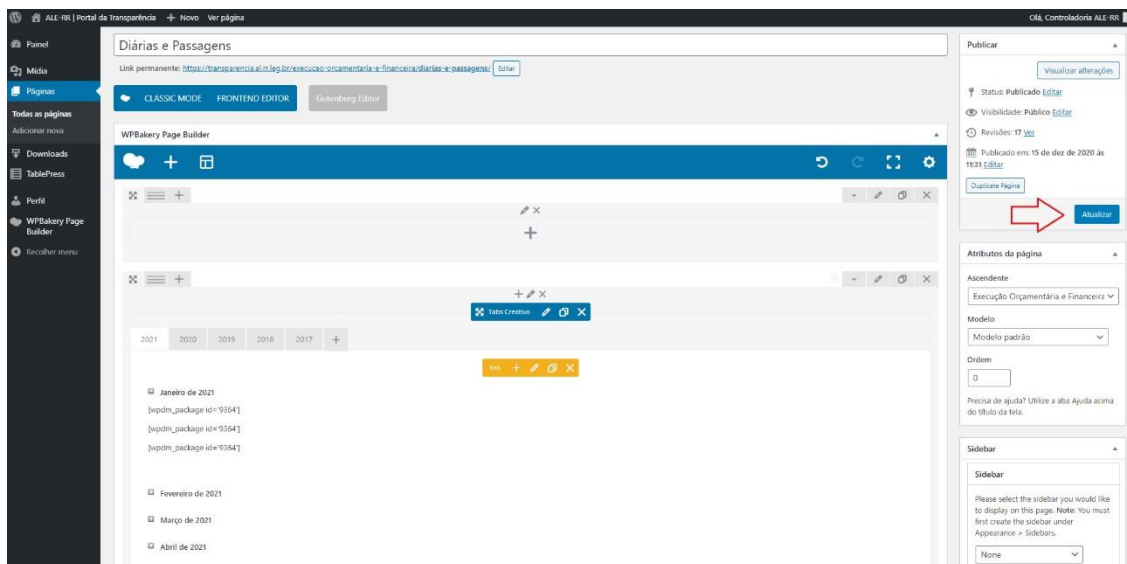 ALE-RR | Portal da Transparência + Novo Ver página
Olá, Controladoria ALE-RR
Painel
Mídia
Páginas
Todas as páginas
Adicionar nova
Downloads
TablePress
Perfil
WPBakery Page
Builder
Recolher menu
Diárias e Passagens
Link permanente: https://transparencia.al.rr.leg.br/execucao-orcamentaria-e-financeira/diarias-e-passagens/ Editar
CLASSIC MODE FRONTEND EDITOR Gutenberg Editor
WPBakery Page Builder
Tabs Creativo
2021 2020 2019 2018 2017 +
Tab
Janeiro de 2021
[wpdm_package id='9364']
[wpdm_package id='9364']
[wpdm_package id='9364']
Fevereiro de 2021
Março de 2021
Abril de 2021
Publicar
Visualizar alterações
Status: Publicado Editar
Visibilidade: Público Editar
Revisões: 17 Ver
Publicado em: 15 de dez de 2020 às
11:31 Editar
Duplicate Página
Atualizar
Atributos da página
Ascendente
Execução Orçamentária e Financeira
Modelo
Modelo padrão
Ordem
0
Precisa de ajuda? Utilize a aba Ajuda acima
do título da tela.
Sidebar
Sidebar
Please select the sidebar you would like
to display on this page. Note: You must
first create the sidebar under
Appearance > Sidebars.
None